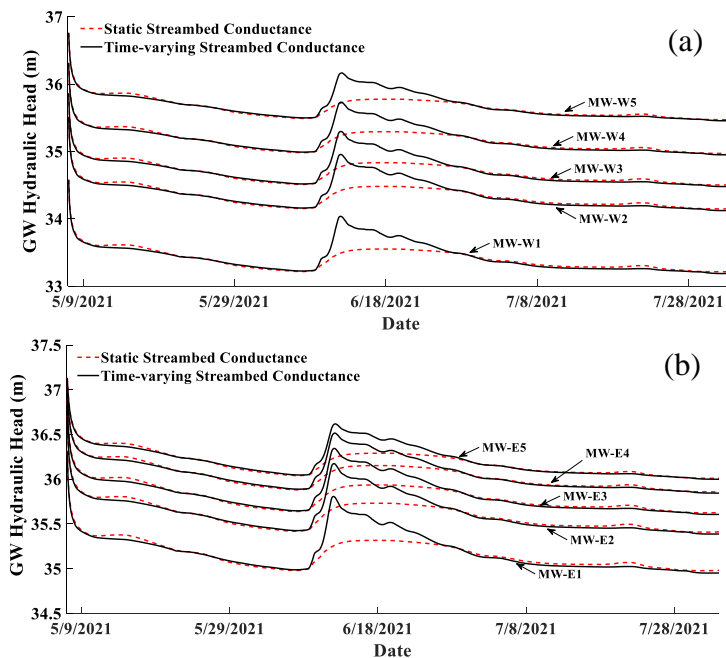 37
(a)
Static Streambed Conductance
Time-varying Streambed Conductance
36
MW-W5
MW-W4
35
MW-W3
MW-W2
34
MW-W1
33
GW Hydraulic Head (m)
5/9/2021 5/29/2021 6/18/2021 7/8/2021 7/28/2021
Date
37.5
(b)
Static Streambed Conductance
Time-varying Streambed Conductance
37
36.5
MW-E5
MW-E4
36
MW-E3
MW-E2
35.5
35
MW-E1
34.5
GW Hydraulic Head (m)
5/9/2021 5/29/2021 6/18/2021 7/8/2021 7/28/2021
Date